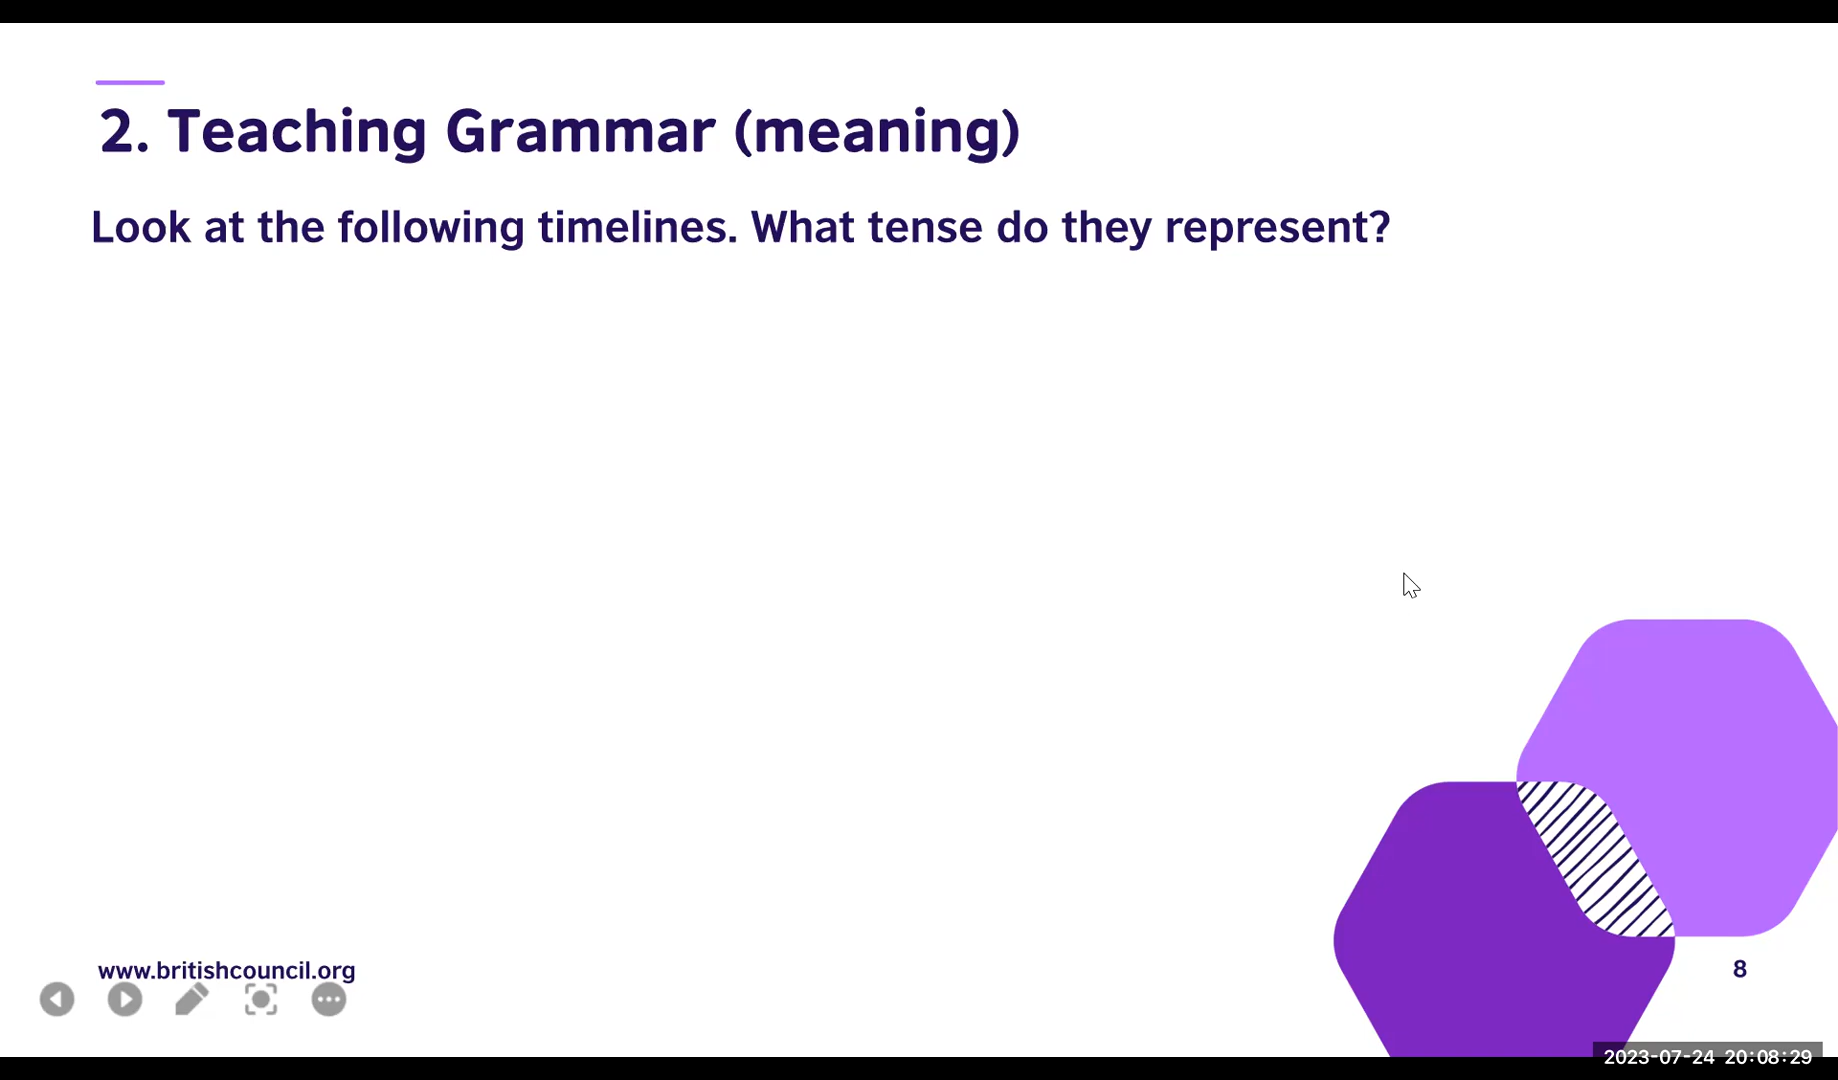 2. Teaching Grammar (meaning)
Look at the following timelines. What tense do they represent?
www.britishcouncil.org
8
2023-07-24 20:08:29